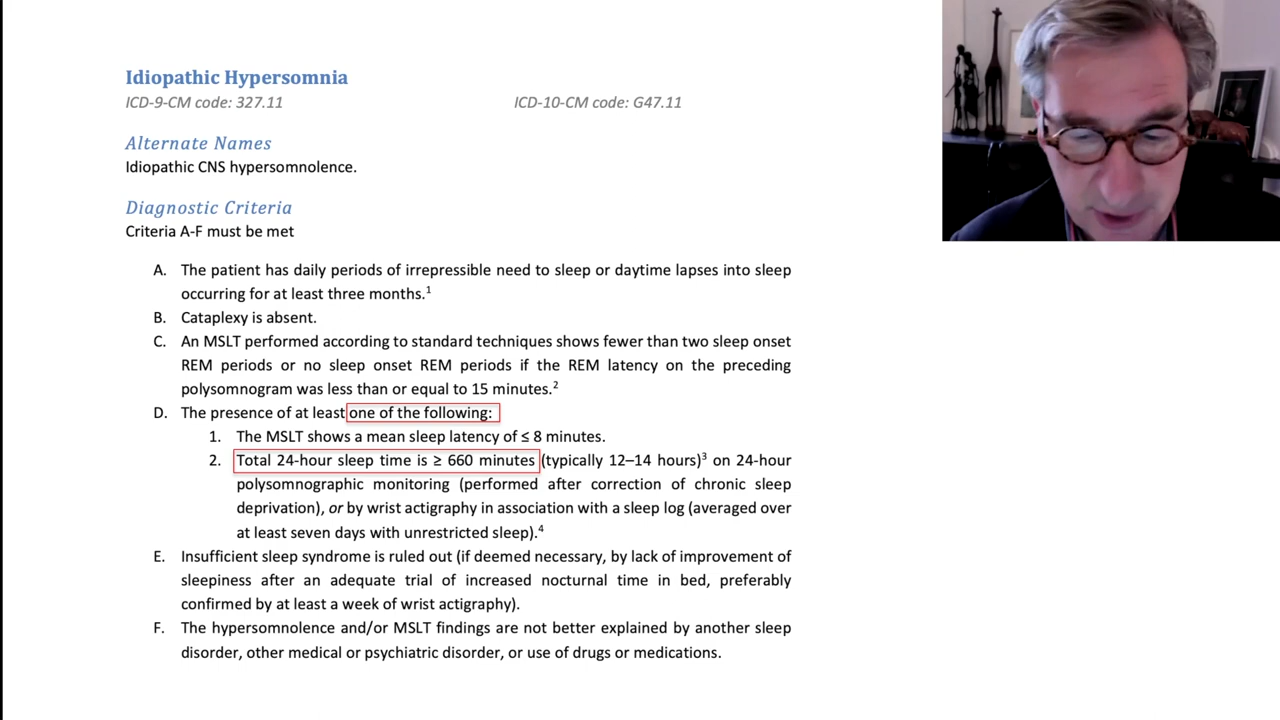 Idiopathic Hypersomnia
ICD-9-CM code: 327.11 ICD-10-CM code: G47.11
Alternate Names
Idiopathic CNS hypersomnolence.
Diagnostic Criteria
Criteria A-F must be met
A. The patient has daily periods of irrepressible need to sleep or daytime lapses into sleep
occurring for at least three months.¹
B. Cataplexy is absent.
C. An MSLT performed according to standard techniques shows fewer than two sleep onset
REM periods or no sleep onset REM periods if the REM latency on the preceding
polysomnogram was less than or equal to 15 minutes.²
D. The presence of at least one of the following:
1. The MSLT shows a mean sleep latency of ≤ 8 minutes.
2. Total 24-hour sleep time is ≥ 660 minutes (typically 12–14 hours)³ on 24-hour
polysomnographic monitoring (performed after correction of chronic sleep
deprivation), or by wrist actigraphy in association with a sleep log (averaged over
at least seven days with unrestricted sleep).⁴
E. Insufficient sleep syndrome is ruled out (if deemed necessary, by lack of improvement of
sleepiness after an adequate trial of increased nocturnal time in bed, preferably
confirmed by at least a week of wrist actigraphy).
F. The hypersomnolence and/or MSLT findings are not better explained by another sleep
disorder, other medical or psychiatric disorder, or use of drugs or medications.